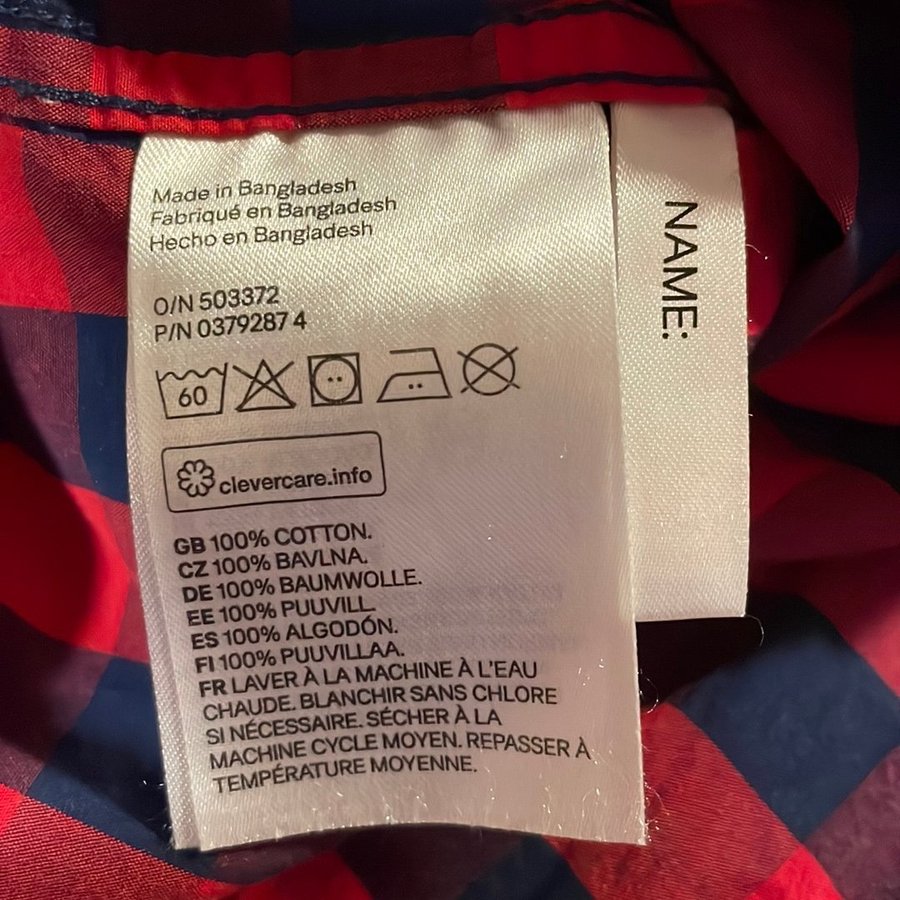 Made in Bangladesh
Fabriqué en Bangladesh
Hecho en Bangladesh
O/N 503372
P/N 0379287 4
60
clevercare.info
GB 100% COTTON.
CZ 100% BAVLNA.
DE 100% BAUMWOLLE.
EE 100% PUUVILL.
ES 100% ALGODÓN.
FI 100% PUUVILLAA.
FR LAVER À LA MACHINE À L'EAU
CHAUDE. BLANCHIR SANS CHLORE
SI NÉCESSAIRE. SÉCHER À LA
MACHINE CYCLE MOYEN. REPASSER À
TEMPÉRATURE MOYENNE.
NAME: